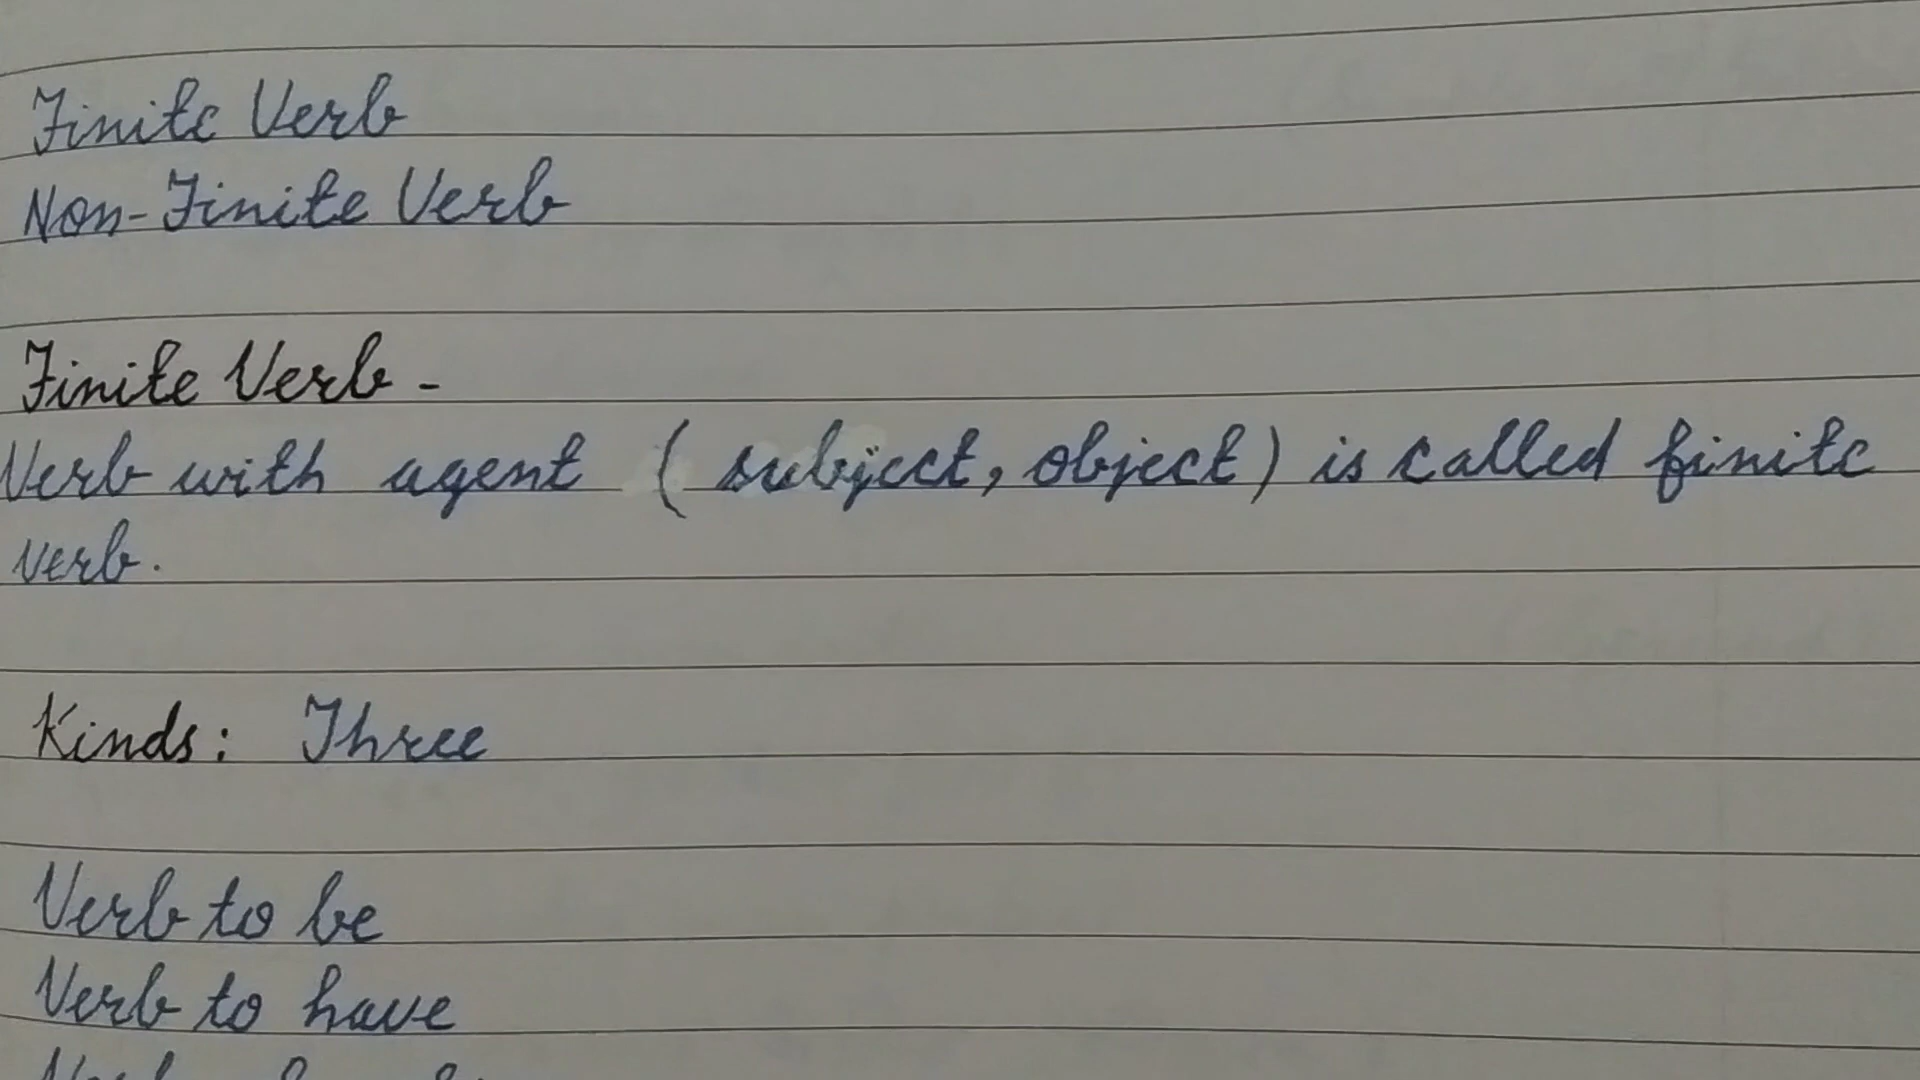 Finite Verb
Non-Finite Verb
Finite Verb -
Verb with agent ( subject, object) is called finite
verb.
Kinds: Three
Verb to be
Verb to have